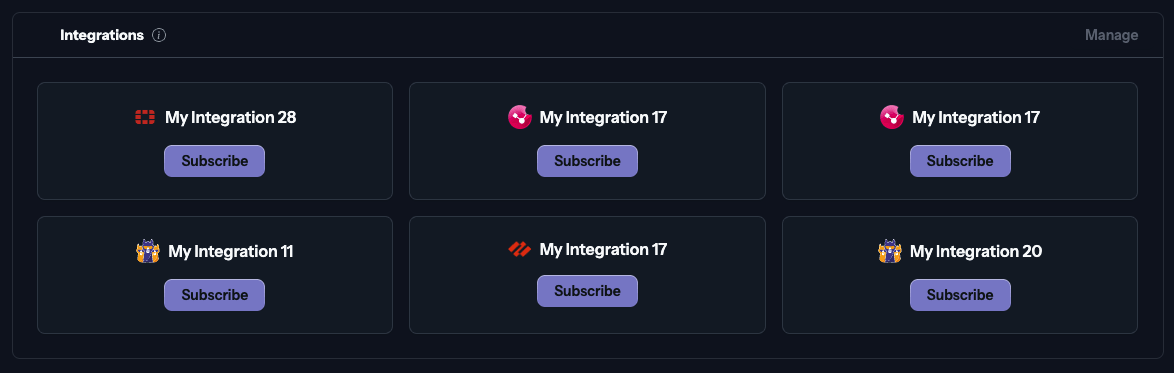 Integrations
Manage
My Integration 28
My Integration 17
My Integration 17
Subscribe
Subscribe
Subscribe
My Integration 11
My Integration 17
My Integration 20
Subscribe
Subscribe
Subscribe